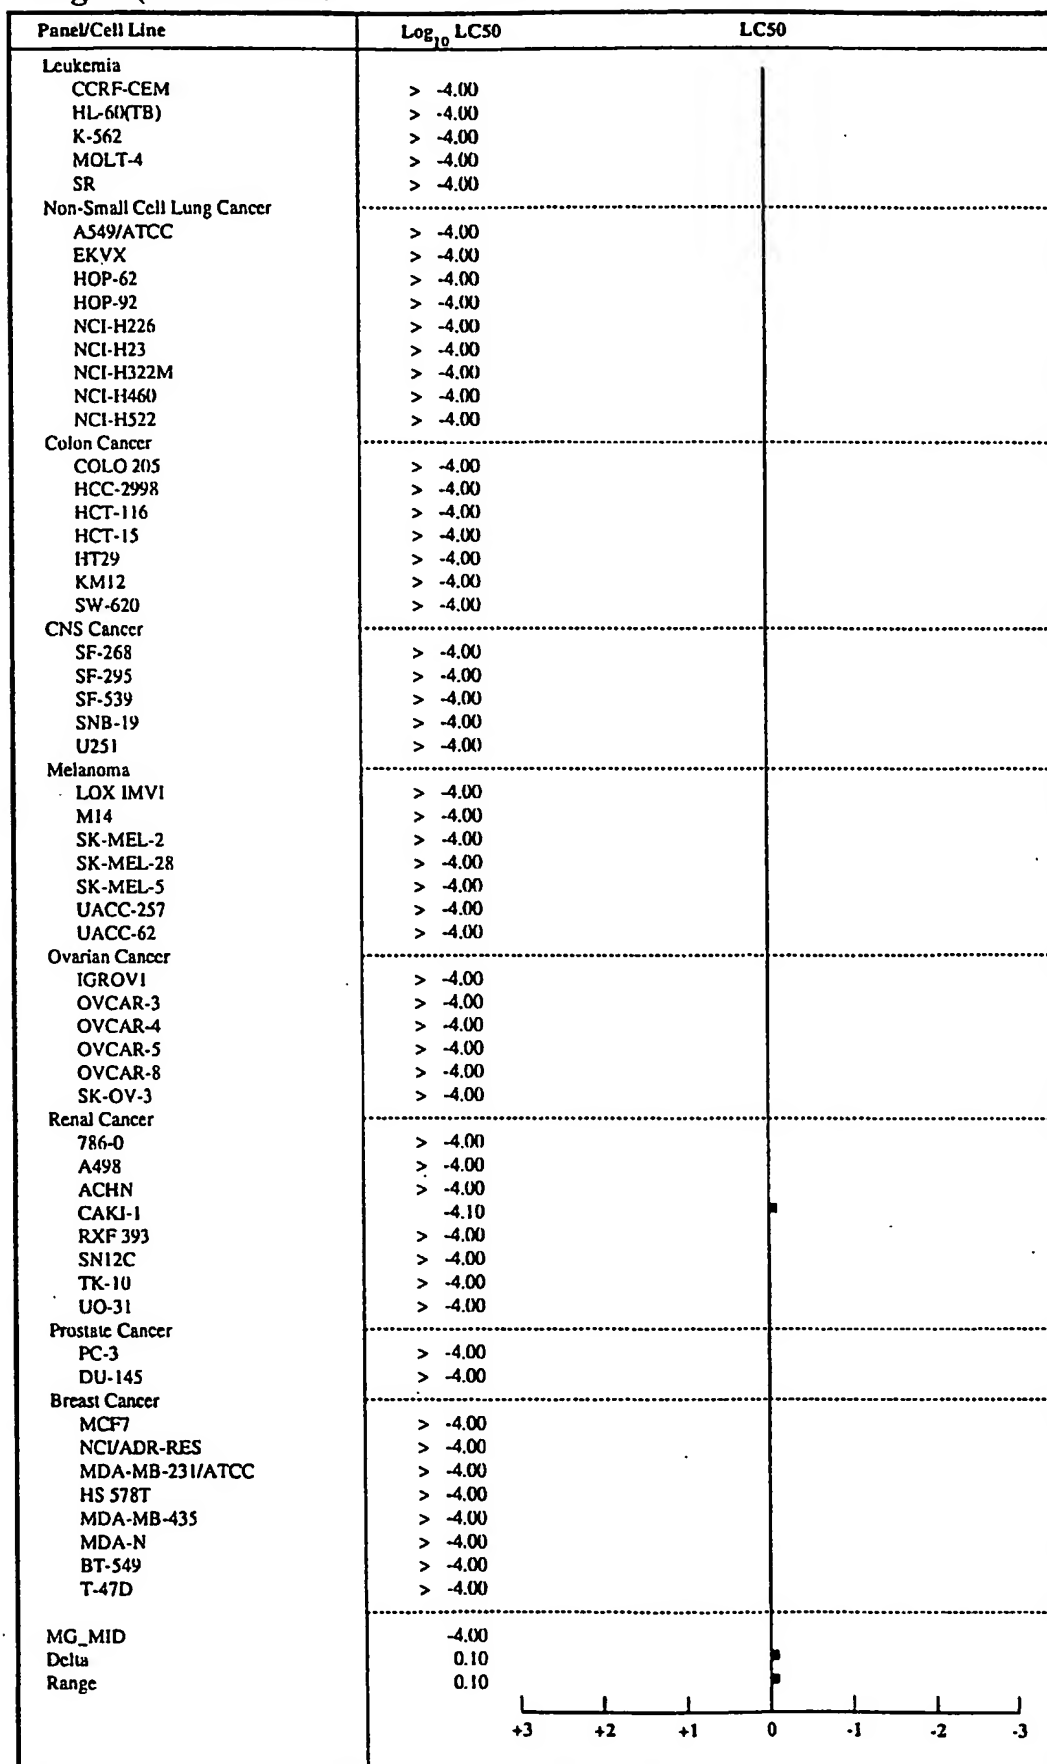 Panel/Cell Line Log10 LC50 LC50
Leukemia
CCRF-CEM > -4.00
HL-60(TB) > -4.00
K-562 > -4.00
MOLT-4 > -4.00
SR > -4.00
Non-Small Cell Lung Cancer
A549/ATCC > -4.00
EKVX > -4.00
HOP-62 > -4.00
HOP-92 > -4.00
NCI-H226 > -4.00
NCI-H23 > -4.00
NCI-H322M > -4.00
NCI-H460 > -4.00
NCI-H522 > -4.00
Colon Cancer
COLO 205 > -4.00
HCC-2998 > -4.00
HCT-116 > -4.00
HCT-15 > -4.00
HT29 > -4.00
KM12 > -4.00
SW-620 > -4.00
CNS Cancer
SF-268 > -4.00
SF-295 > -4.00
SF-539 > -4.00
SNB-19 > -4.00
U251 > -4.00
Melanoma
LOX IMVI > -4.00
M14 > -4.00
SK-MEL-2 > -4.00
SK-MEL-28 > -4.00
SK-MEL-5 > -4.00
UACC-257 > -4.00
UACC-62 > -4.00
Ovarian Cancer
IGROV1 > -4.00
OVCAR-3 > -4.00
OVCAR-4 > -4.00
OVCAR-5 > -4.00
OVCAR-8 > -4.00
SK-OV-3 > -4.00
Renal Cancer
786-0 > -4.00
A498 > -4.00
ACHN > -4.00
CAKI-1 -4.10
RXF 393 > -4.00
SN12C > -4.00
TK-10 > -4.00
UO-31 > -4.00
Prostate Cancer
PC-3 > -4.00
DU-145 > -4.00
Breast Cancer
MCF7 > -4.00
NCI/ADR-RES > -4.00
MDA-MB-231/ATCC > -4.00
HS 578T > -4.00
MDA-MB-435 > -4.00
MDA-N > -4.00
BT-549 > -4.00
T-47D > -4.00
MG_MID -4.00
Delta 0.10
Range 0.10
+3 +2 +1 0 -1 -2 -3